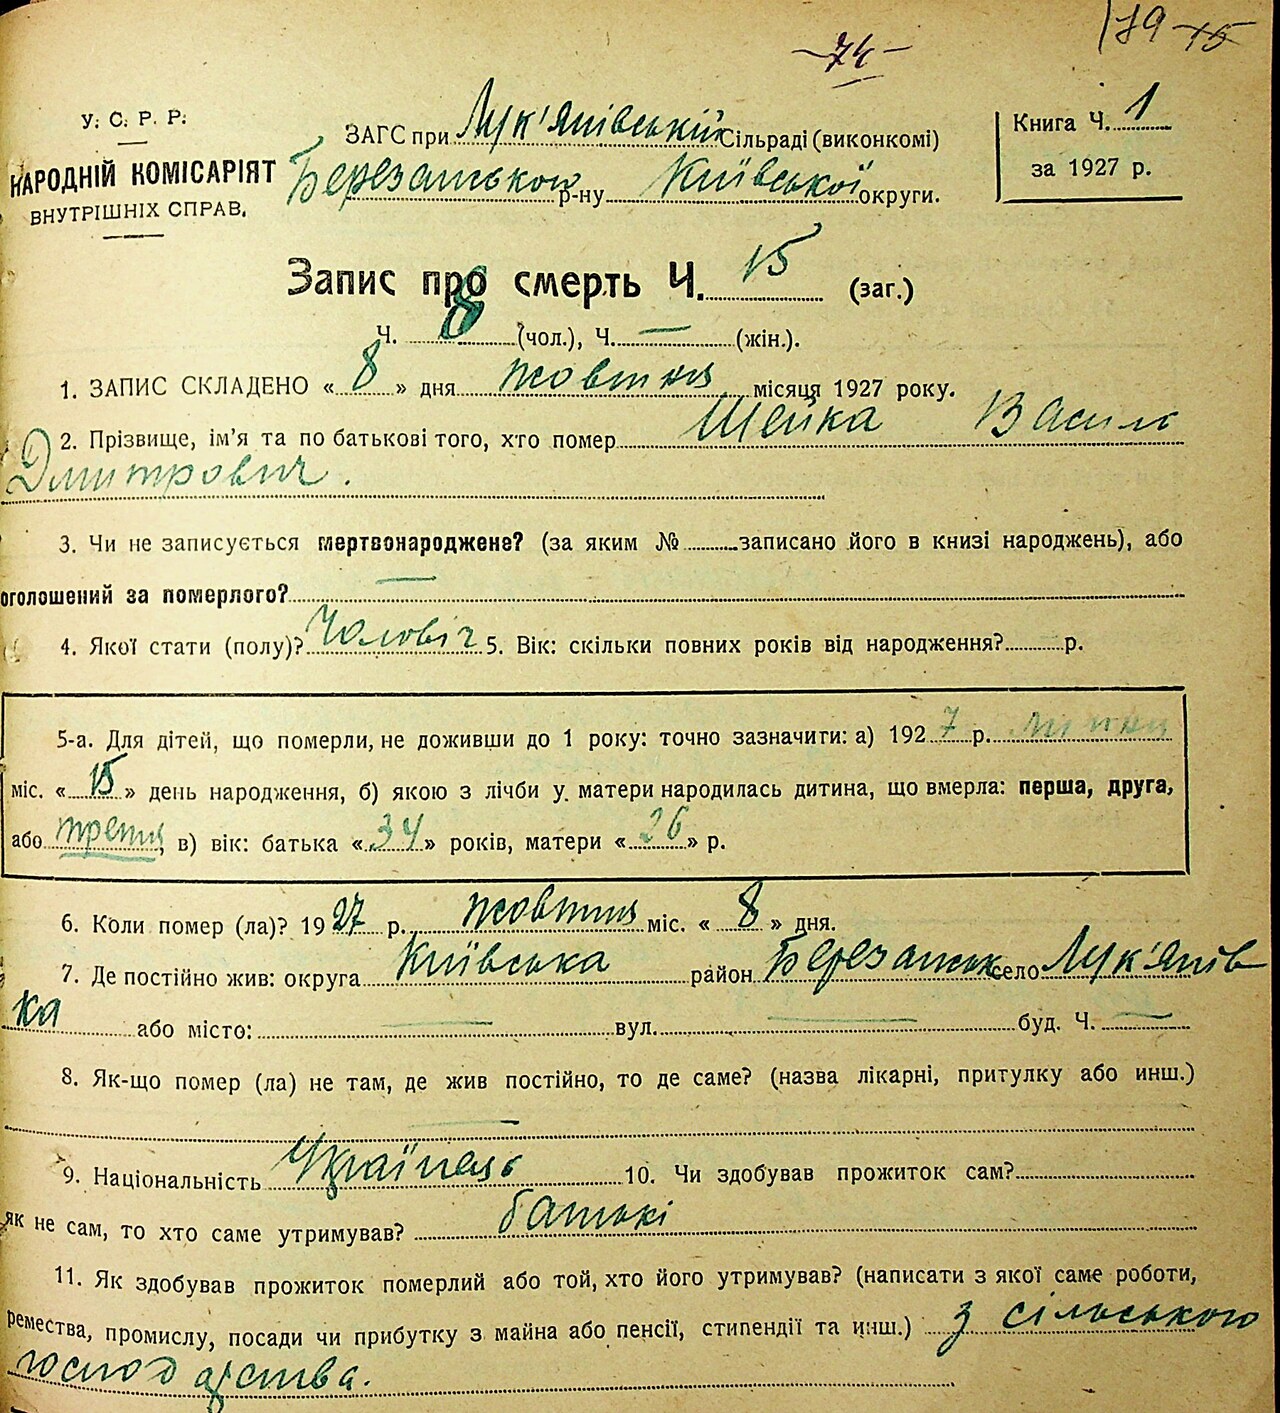 -74- 179 15
У. С. Р. Р.
НАРОДНІЙ КОМІСАРІЯТ
ВНУТРІШНІХ СПРАВ.
ЗАГС при Лук'янівській Сільраді (виконкомі)
Березанського р-ну Київської округи.
Книга Ч. 1
за 1927 р.
Запис про смерть Ч. 15 (заг.)
Ч. 8 (чол.), Ч. — (жін.).
1. ЗАПИС СКЛАДЕНО « 8 » дня жовтня місяця 1927 року.
2. Прізвище, ім'я та по батькові того, хто помер Шейка Василь
Дмитрович.
3. Чи не записується мертвонароджене? (за яким № записано його в книзі народжень), або
оголошений за померлого? —
4. Якої стати (полу)? Чоловіч 5. Вік: скільки повних років від народження? р.
5-а. Для дітей, що померли, не доживши до 1 року: точно зазначити: а) 1927 р. липня
міс. « 15 » день народження, б) якою з лічби у матери народилась дитина, що вмерла: перша, друга,
або третя, в) вік: батька « 34 » років, матери « 26 » р.
6. Коли помер (ла)? 1927 р. жовтня міс. « 8 » дня.
7. Де постійно жив: округа Київська район Березанськ село Лук'янів
ка або місто: — вул. — буд. Ч. —
8. Як-що помер (ла) не там, де жив постійно, то де саме? (назва лікарні, притулку або инш.)
—
9. Національність Українець 10. Чи здобував прожиток сам?
як не сам, то хто саме утримував? батькі
11. Як здобував прожиток померлий або той, хто його утримував? (написати з якої саме роботи,
ремества, промислу, посади чи прибутку з майна або пенсії, стипендії та инш.) з сільського
господарства.